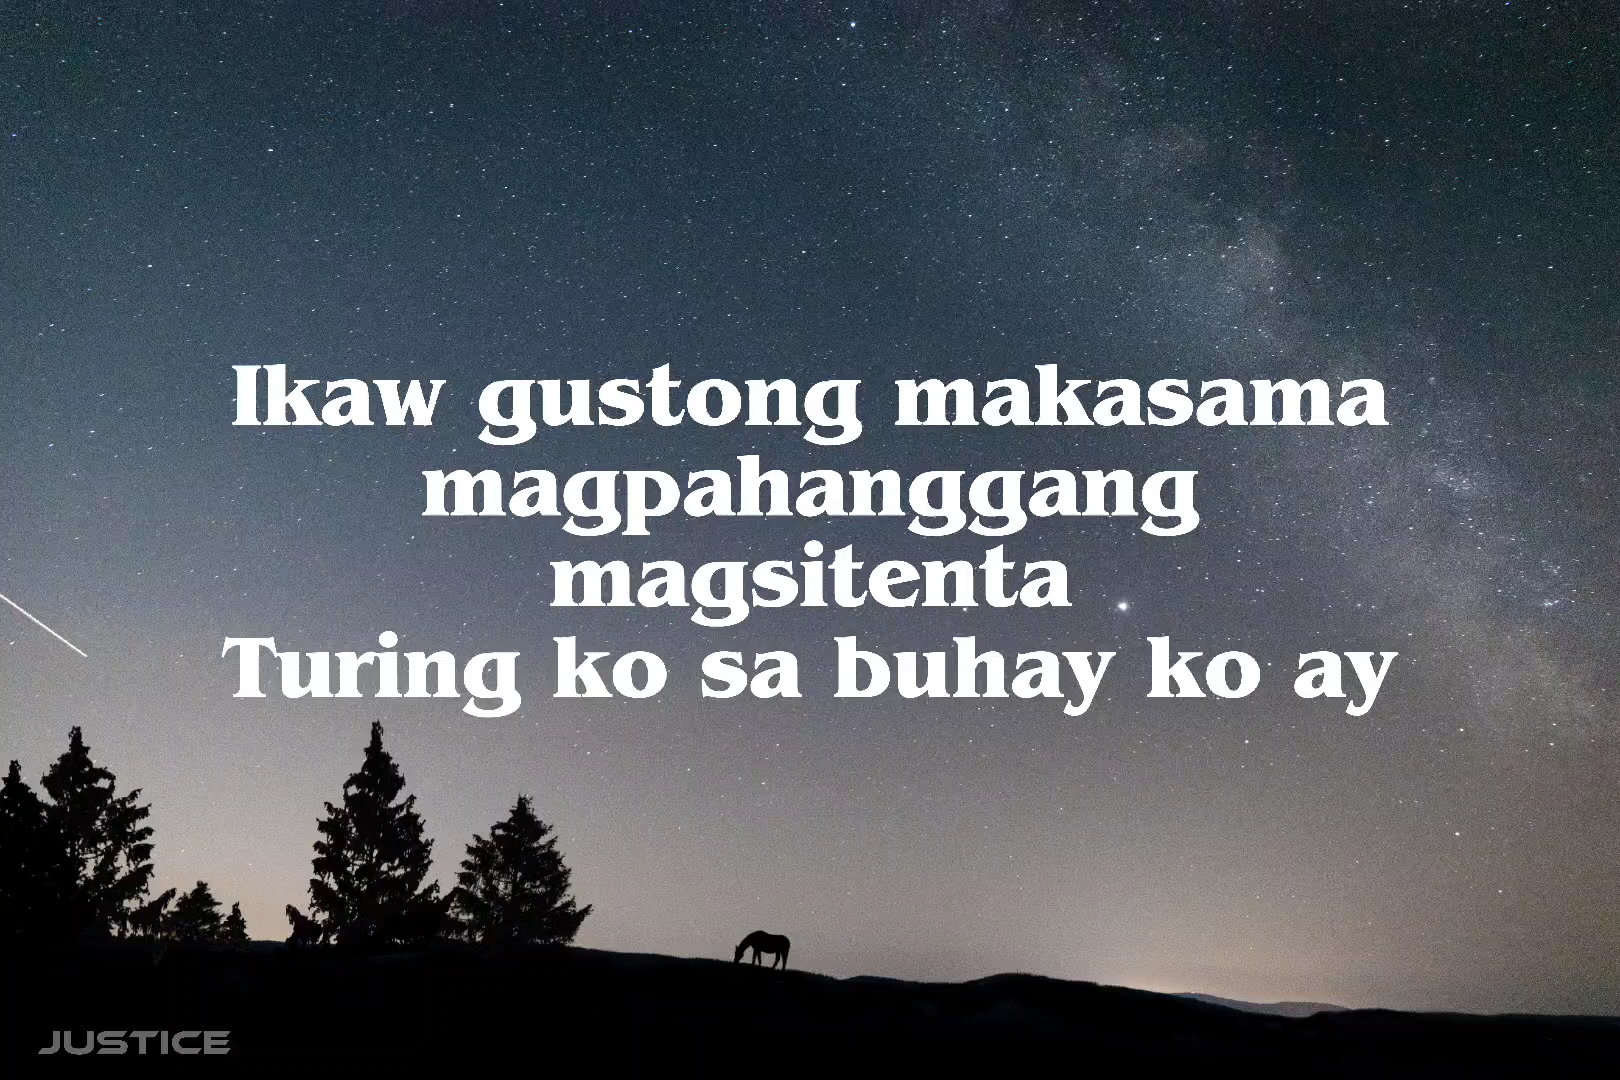 Ikaw gustong makasama
magpahanggang
magsitenta
Turing ko sa buhay ko ay
JUSTICE